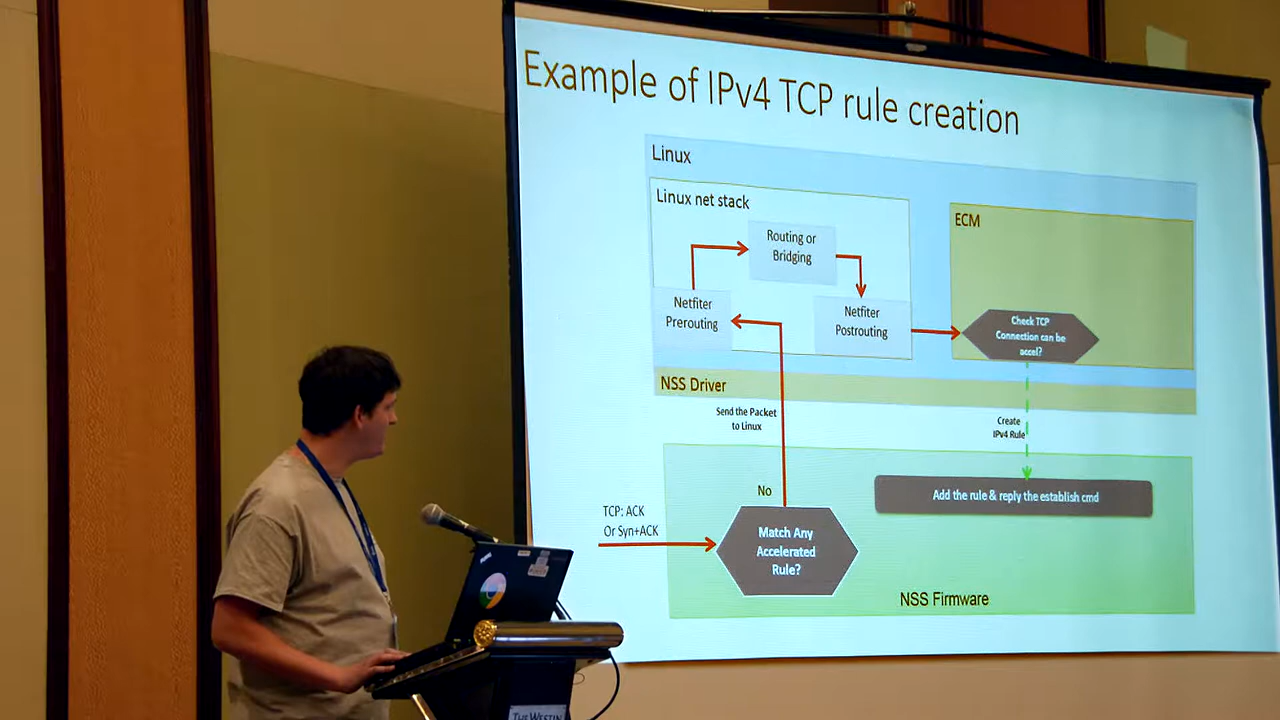 Example of IPv4 TCP rule creation
Linux
Linux net stack
ECM
Routing or
Bridging
Netfiter
Prerouting
Netfiter
Postrouting
Check TCP
Connection can be
accel?
NSS Driver
Send the Packet
to Linux
Create
IPv4 Rule
No
Add the rule & reply the establish cmd
TCP: ACK
Or Syn+ACK
Match Any
Accelerated
Rule?
NSS Firmware
THE WESTIN